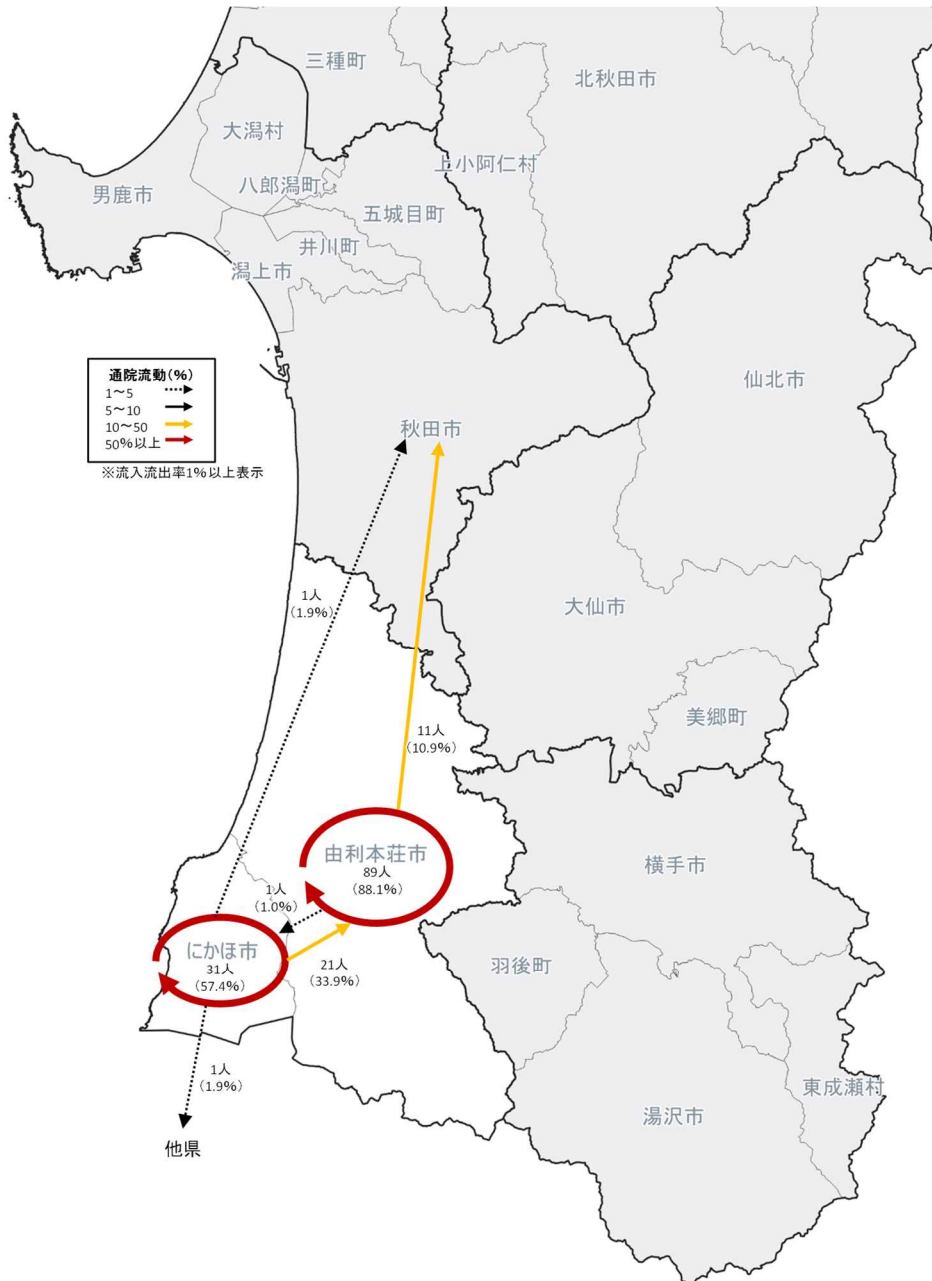 三種町
北秋田市
大潟村
上小阿仁村
男鹿市
八郎潟町
五城目町
井川町
潟上市
通院流動(%)
1～5
5～10
10～50
50%以上
※流入流出率1%以上表示
仙北市
秋田市
1人
(1.9%)
大仙市
美郷町
11人
(10.9%)
由利本荘市
89人
(88.1%)
横手市
1人
(1.0%)
にかほ市
31人
(57.4%)
21人
(33.9%)
羽後町
1人
(1.9%)
他県
東成瀬村
湯沢市